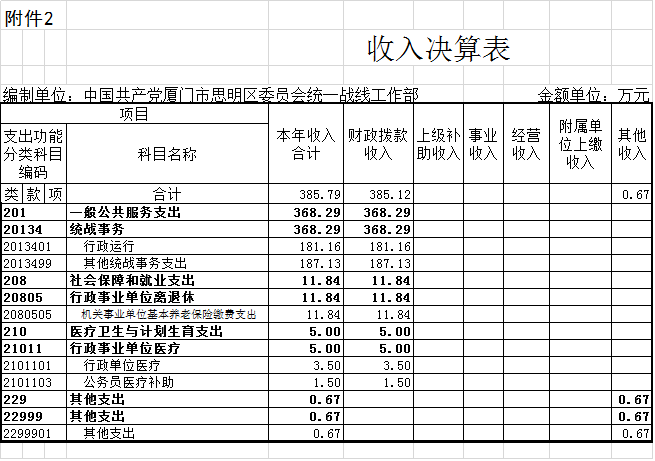 附件2
收入决算表
编制单位：中国共产党厦门市思明区委员会统一战线工作部 金额单位：万元
项目 本年收入合计 财政拨款收入 上级补助收入 事业收入 经营收入 附属单位上缴收入 其他收入
支出功能分类科目编码 科目名称
类 款 项 合计 385.79 385.12 0.67
201 一般公共服务支出 368.29 368.29
20134 统战事务 368.29 368.29
2013401 行政运行 181.16 181.16
2013499 其他统战事务支出 187.13 187.13
208 社会保障和就业支出 11.84 11.84
20805 行政事业单位离退休 11.84 11.84
2080505 机关事业单位基本养老保险缴费支出 11.84 11.84
210 医疗卫生与计划生育支出 5.00 5.00
21011 行政事业单位医疗 5.00 5.00
2101101 行政单位医疗 3.50 3.50
2101103 公务员医疗补助 1.50 1.50
229 其他支出 0.67 0.67
22999 其他支出 0.67 0.67
2299901 其他支出 0.67 0.67